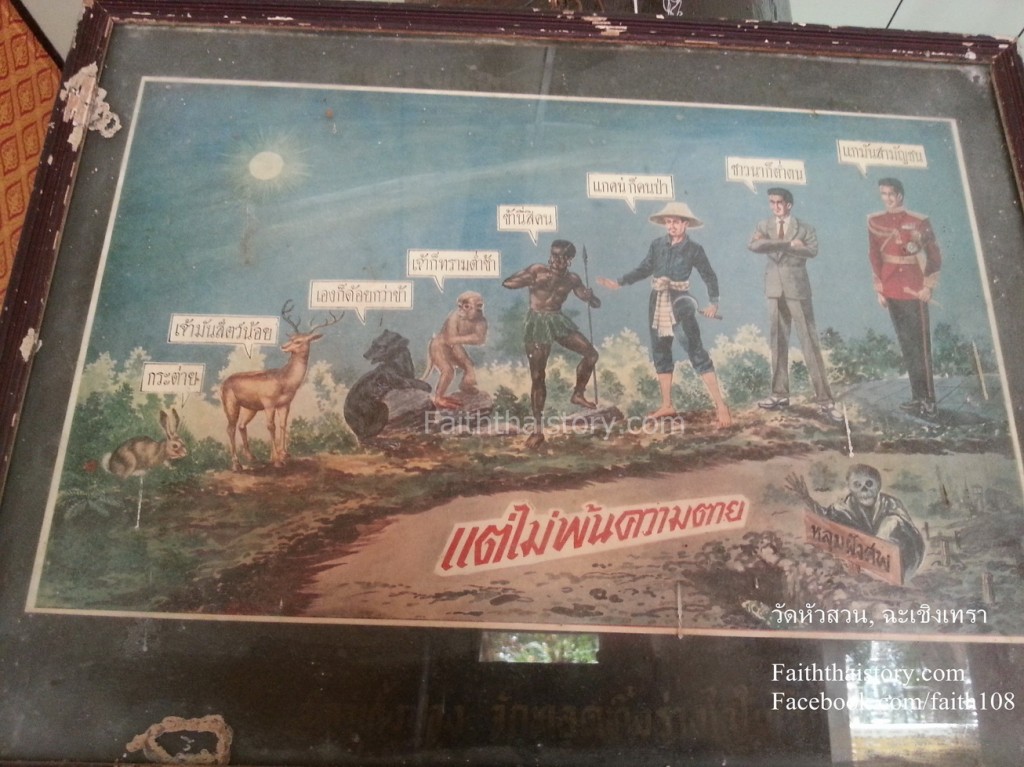 แกมันสามัญชน
ชาวนาก็ต่ำตน
แกคน ก็คนป่า
ข้านี่สิคน
เจ้าก็ทรามต่ำช้า
เองก็ด้อยกว่าข้า
เจ้ามันสัตว์น้อย
กระต่าย
Faiththaistory.com
แต่ไม่พ้นความตาย
หลุมฝังศพ
วัดหัวสวน, ฉะเชิงเทรา
Faiththaistory.com
Facebook.com/faith108